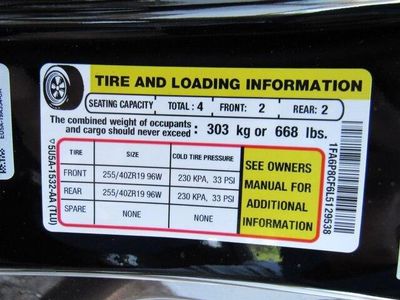 TIRE AND LOADING INFORMATION
SEATING CAPACITY TOTAL: 4 FRONT: 2 REAR: 2
The combined weight of occupants
and cargo should never exceed: 303 kg or 668 lbs.
TIRE SIZE COLD TIRE PRESSURE
FRONT 255/40ZR19 96W 230 KPA, 33 PSI
REAR 255/40ZR19 96W 230 KPA, 33 PSI
SPARE NONE NONE
SEE OWNERS
MANUAL FOR
ADDITIONAL
INFORMATION
5U5A-1532-AA (TLU)
1FA6P8CF6L5129538